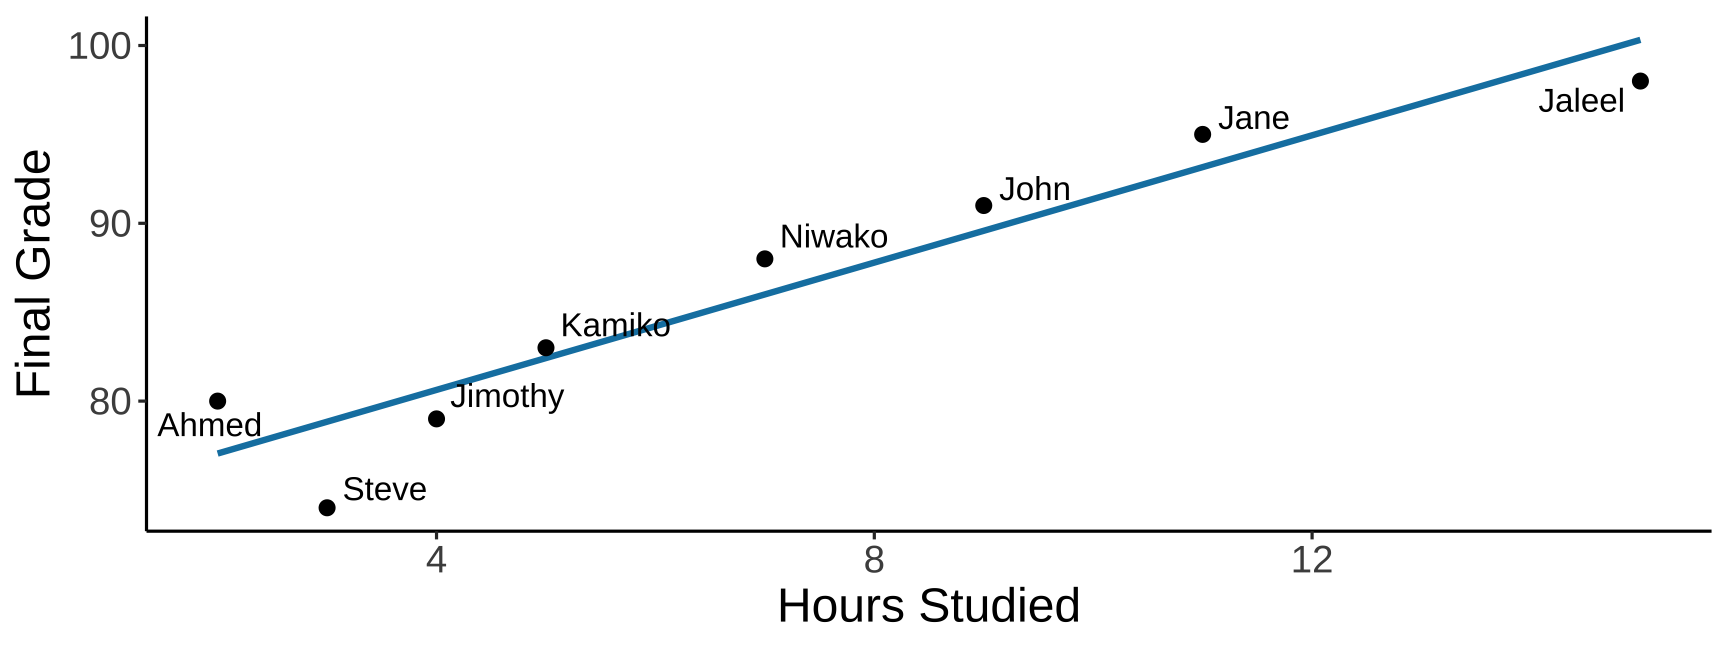 100
90
80
Final Grade
Ahmed
Steve
Jimothy
Kamiko
Niwako
John
Jane
Jaleel
4
8
12
Hours Studied